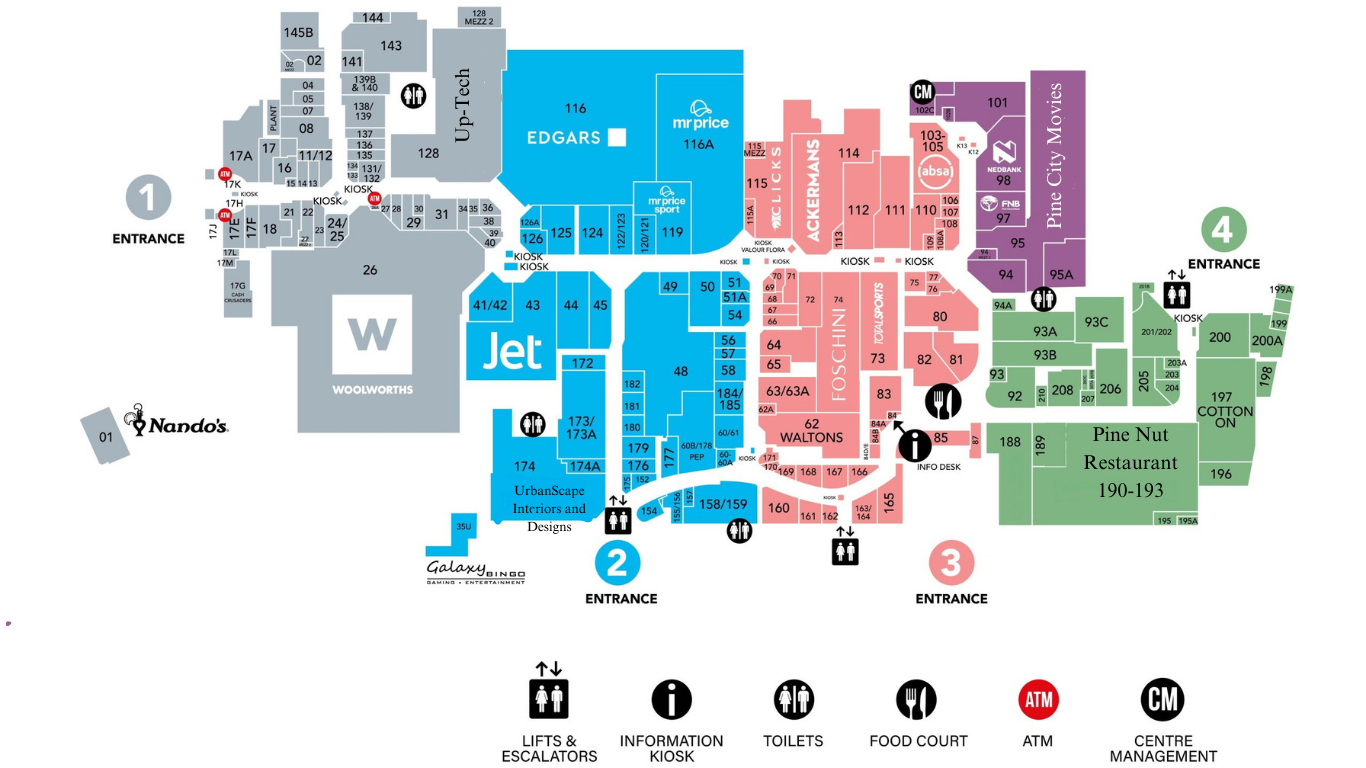 128
MEZZ 2
144
145B
143
02
02
MEZZ
141
139B
& 140
04
05
07
08
PLANT
138/
139
137
136
135
134
133
131/
132
128
Up-Tech
17A
17
16
11/12
15
14
13
ATM
17K
KIOSK
17H
KIOSK
KIOSK
ATM
ATM
17J
17E
17F
18
21
22
23
24/
25
27
28
29
30
31
34
35
36
38
39
40
17L
17M
17G
CASH
CRUSADERS
26
W
WOOLWORTHS
1
ENTRANCE
01
Nando's
116
EDGARS
mrprice
116A
mrprice
sport
126A
126
125
124
122/123
120/121
119
KIOSK
KIOSK
41/42
43
44
45
Jet
172
173/
173A
174
174A
UrbanScape
Interiors and
Designs
35U
Galaxy BINGO
GAMING • ENTERTAINMENT
49
50
51
51A
54
56
57
58
48
182
181
180
179
176
177
175
152
184/
185
60/61
60B/178
PEP
60-
60A
KIOSK
154
155/156
157
158/159
2
ENTRANCE
115
MEZZ
115
115A
CLICKS
ACKERMANS
114
113
112
111
110
103-
105
absa
106
107
108
109
108A
KIOSK
VALOUR FLORA
KIOSK
KIOSK
KIOSK
KIOSK
70
71
69
68
67
66
72
74
FOSCHINI
TOTALSPORTS
73
75
77
76
80
82
81
64
65
63/63A
62A
62
WALTONS
83
84
84A
84B
84D/E
85
87
INFO DESK
171
170
169
168
167
166
KIOSK
160
161
162
163/
164
165
3
ENTRANCE
CM
102C
101
K13
K12
NEDBANK
98
FNB
97
95
94
94
95A
Pine City Movies
4
ENTRANCE
94A
93A
93B
93C
93
92
210
208
207
206
201B
201/202
205
203A
203
204
KIOSK
199A
199
200
200A
198
197
COTTON
ON
196
188
189
Pine Nut
Restaurant
190-193
195
195A
LIFTS &
ESCALATORS
INFORMATION
KIOSK
TOILETS
FOOD COURT
ATM
ATM
CM
CENTRE
MANAGEMENT